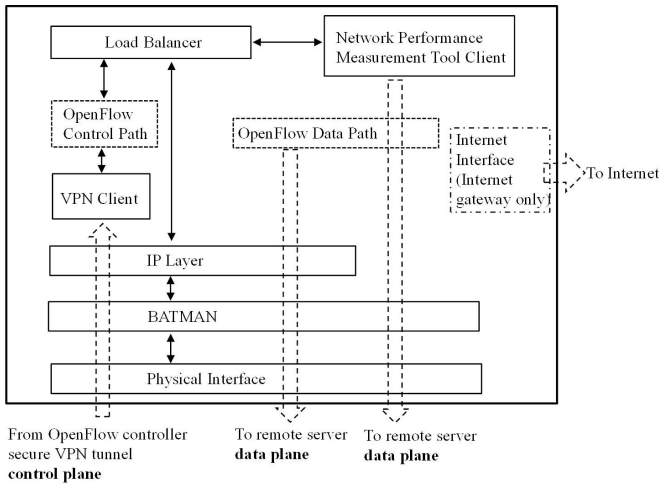 Load Balancer
Network Performance
Measurement Tool Client
OpenFlow
Control Path
OpenFlow Data Path
Internet
Interface
(Internet
gateway only)
To Internet
VPN Client
IP Layer
BATMAN
Physical Interface
From OpenFlow controller
secure VPN tunnel
control plane
To remote server
data plane
To remote server
data plane